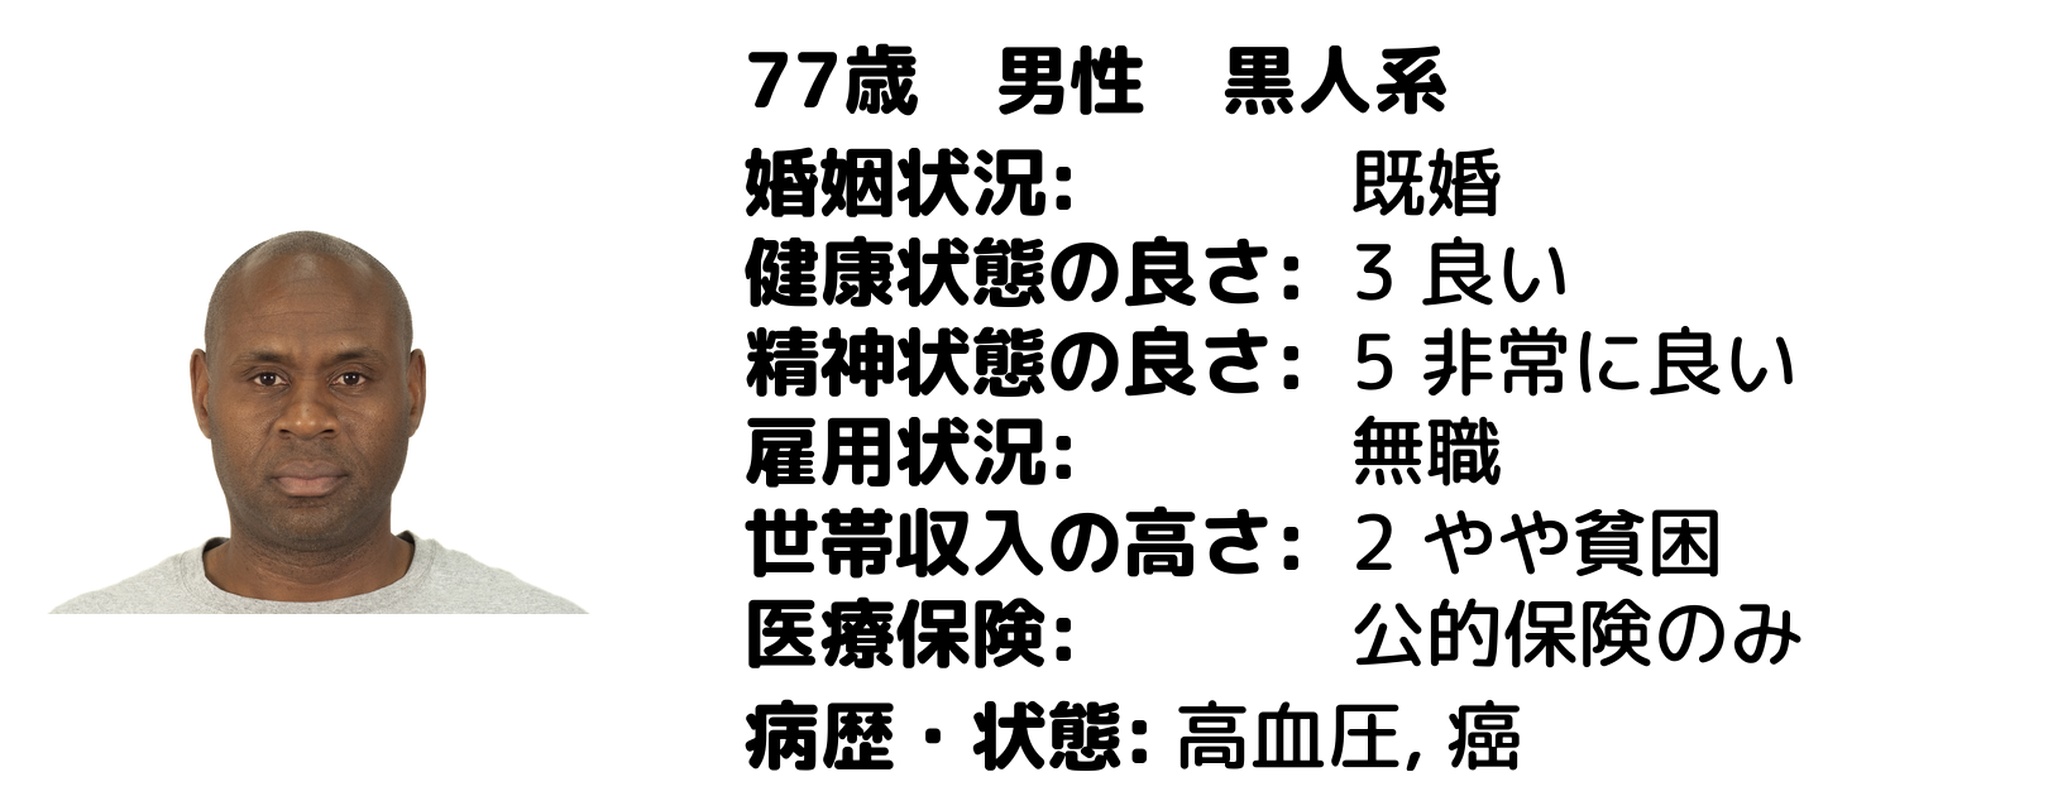 77歳　男性　黒人系
婚姻状況: 既婚
健康状態の良さ: 3 良い
精神状態の良さ: 5 非常に良い
雇用状況: 無職
世帯収入の高さ: 2 やや貧困
医療保険: 公的保険のみ
病歴・状態: 高血圧, 癌